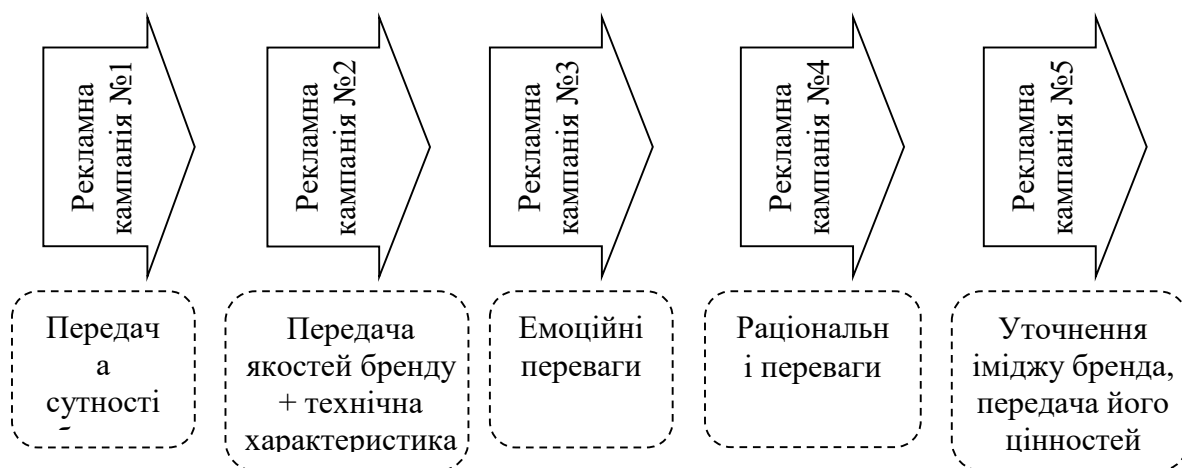 Рекламна
кампанія №1
Рекламна
кампанія №2
Рекламна
кампанія №3
Рекламна
кампанія №4
Рекламна
кампанія №5
Передач
а
сутності
Передача
якостей бренду
+ технічна
характеристика
Емоційні
переваги
Раціональн
і переваги
Уточнення
іміджу бренда,
передача його
цінностей